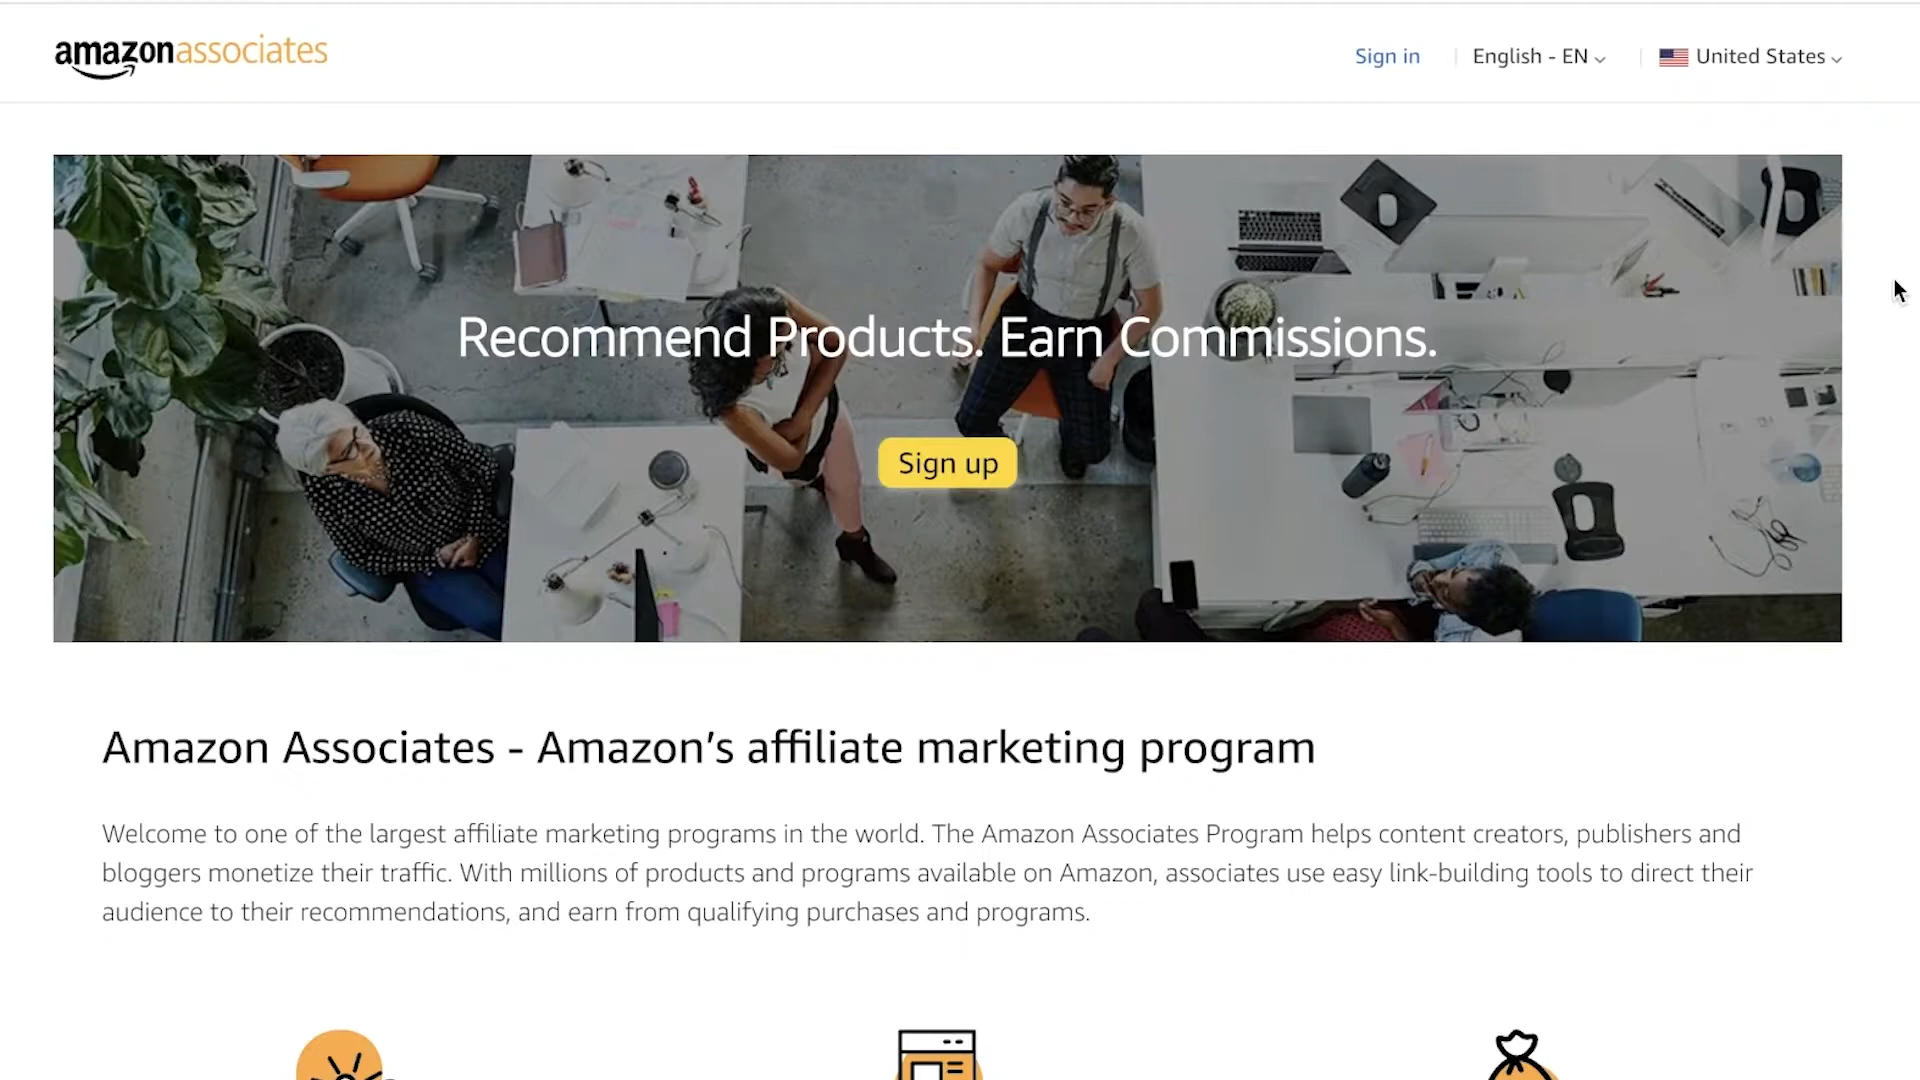 amazonassociates
Sign in
English - EN
United States
Recommend Products. Earn Commissions.
Sign up
Amazon Associates - Amazon’s affiliate marketing program
Welcome to one of the largest affiliate marketing programs in the world. The Amazon Associates Program helps content creators, publishers and
bloggers monetize their traffic. With millions of products and programs available on Amazon, associates use easy link-building tools to direct their
audience to their recommendations, and earn from qualifying purchases and programs.